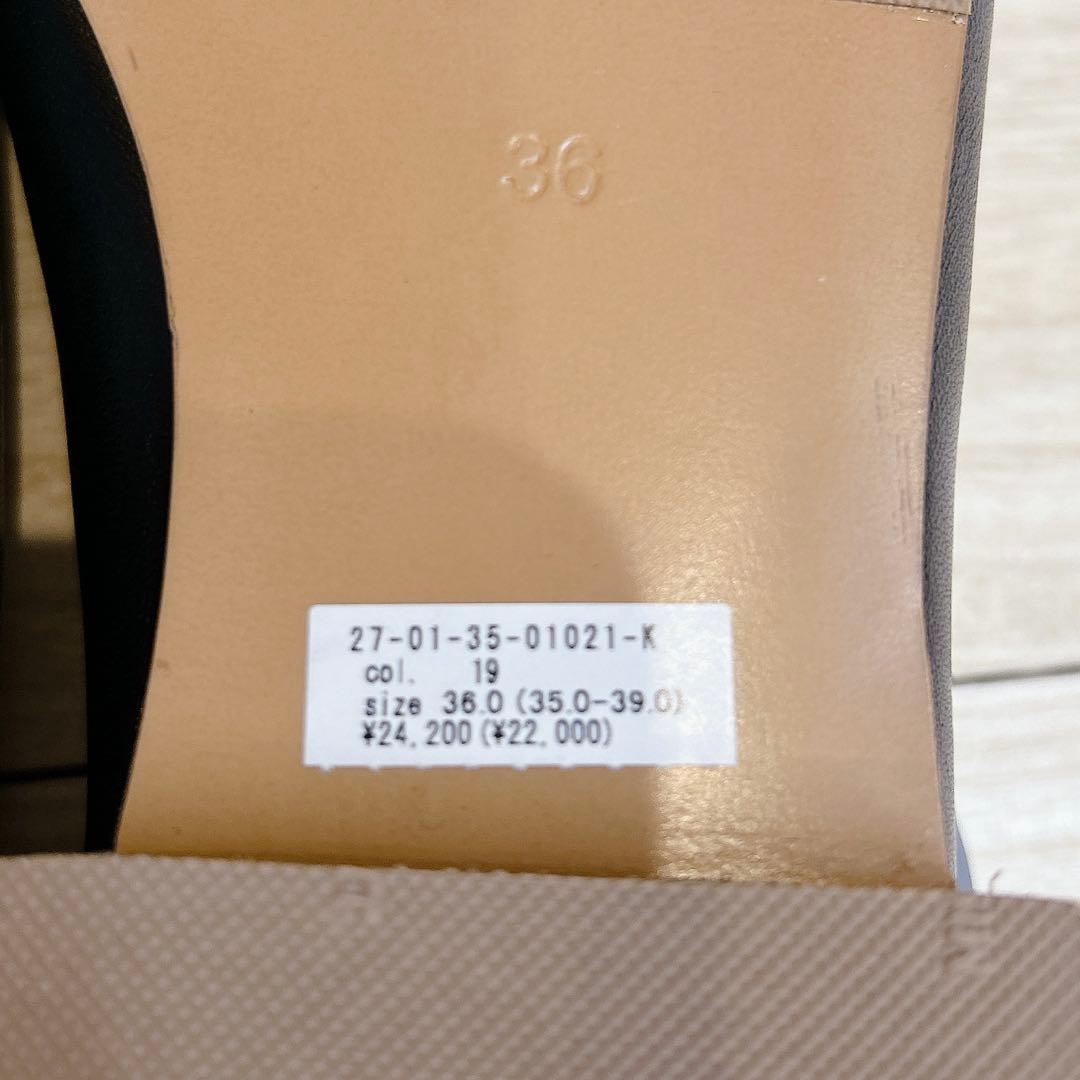 36
27-01-35-01021-K
col. 19
size 36.0 (35.0-39.0)
¥24,200 (¥22,000)